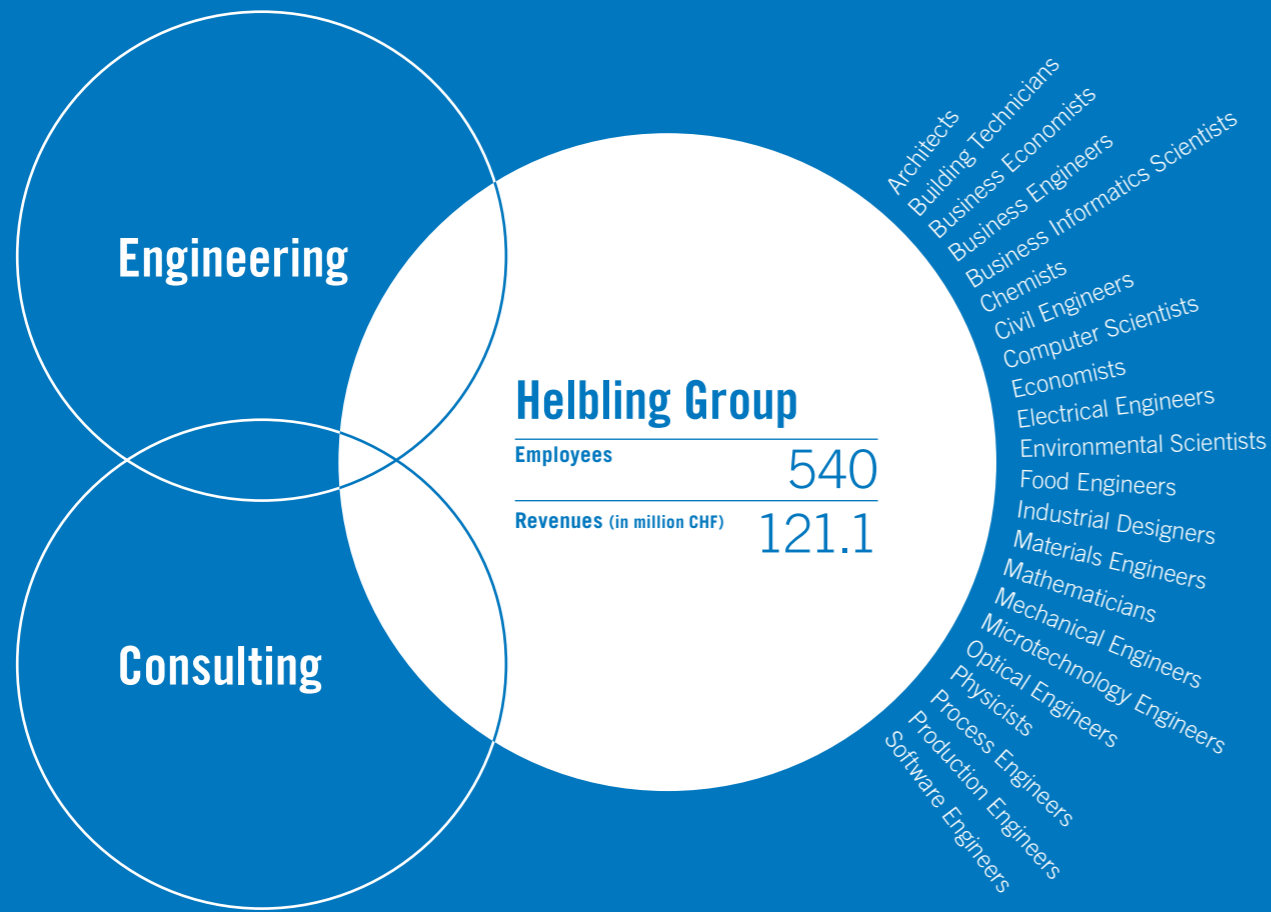 Engineering
Consulting
Helbling Group
Employees 540
Revenues (in million CHF) 121.1
Architects
Building Technicians
Business Economists
Business Engineers
Business Informatics Scientists
Chemists
Civil Engineers
Computer Scientists
Economists
Electrical Engineers
Environmental Scientists
Food Engineers
Industrial Designers
Materials Engineers
Mathematicians
Mechanical Engineers
Microtechnology Engineers
Optical Engineers
Physicists
Process Engineers
Production Engineers
Software Engineers